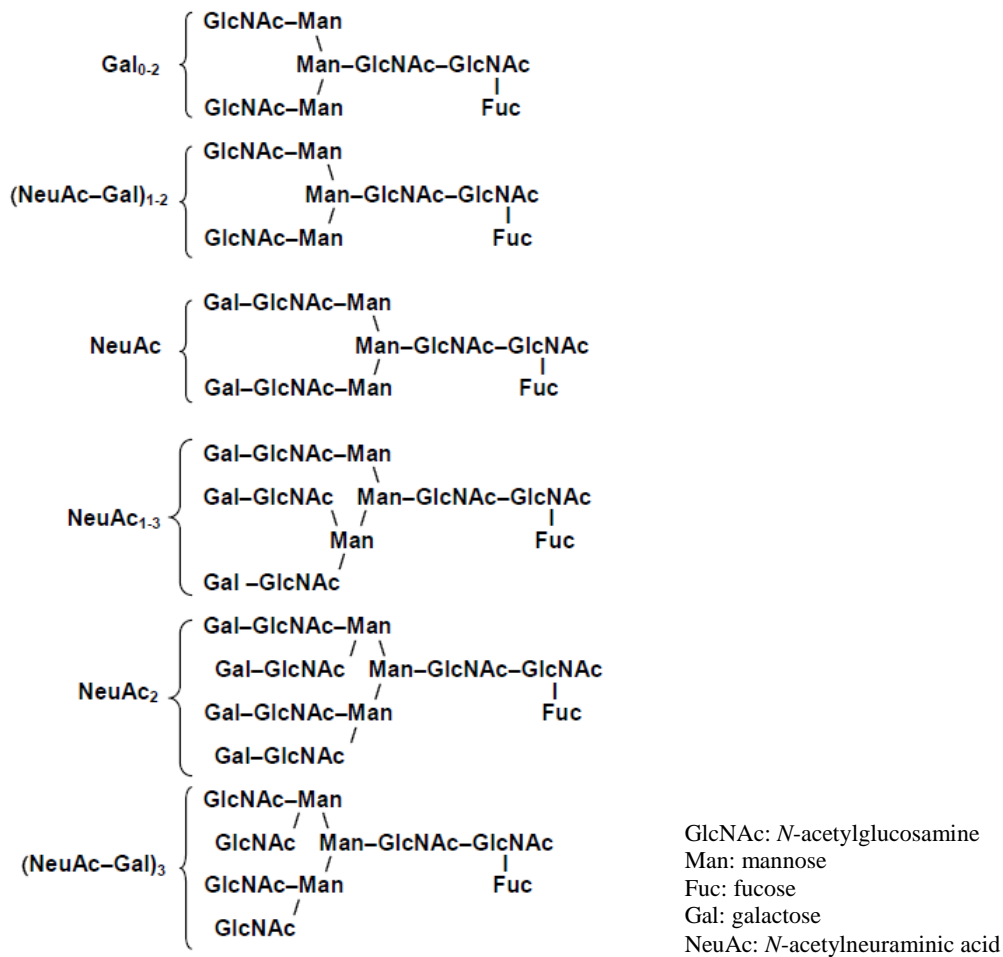 GlcNAc–Man
Gal0-2 Man–GlcNAc–GlcNAc
GlcNAc–Man Fuc
GlcNAc–Man
(NeuAc–Gal)1-2 Man–GlcNAc–GlcNAc
GlcNAc–Man Fuc
Gal–GlcNAc–Man
NeuAc Man–GlcNAc–GlcNAc
Gal–GlcNAc–Man Fuc
Gal–GlcNAc–Man
Gal–GlcNAc Man–GlcNAc–GlcNAc
NeuAc1-3
Man Fuc
Gal –GlcNAc
Gal–GlcNAc–Man
Gal–GlcNAc Man–GlcNAc–GlcNAc
NeuAc2
Gal–GlcNAc–Man Fuc
Gal–GlcNAc
GlcNAc–Man
GlcNAc Man–GlcNAc–GlcNAc
(NeuAc–Gal)3
GlcNAc–Man Fuc
GlcNAc
GlcNAc: N-acetylglucosamine
Man: mannose
Fuc: fucose
Gal: galactose
NeuAc: N-acetylneuraminic acid